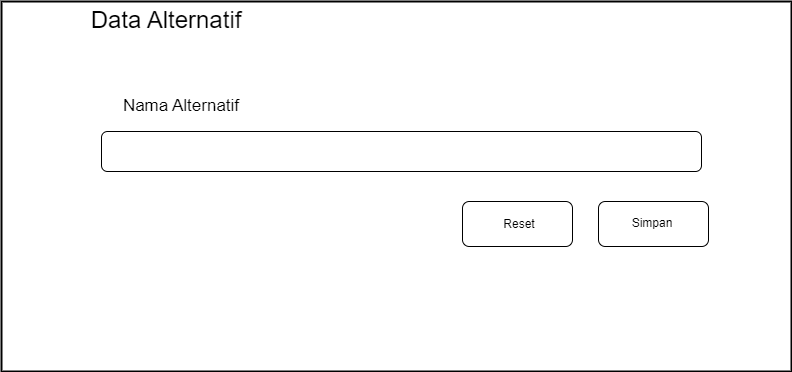 Data Alternatif
Nama Alternatif
Reset
Simpan